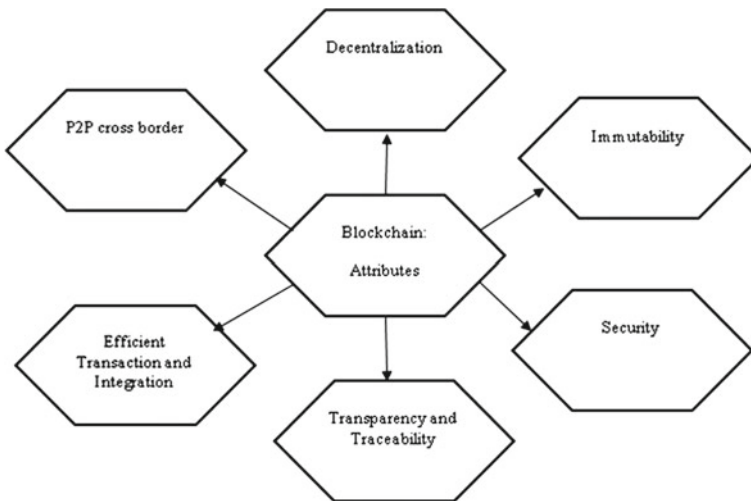 Decentralization
P2P cross border
Immutability
Blockchain:
Attributes
Efficient
Transaction and
Integration
Security
Transparency and
Traceability